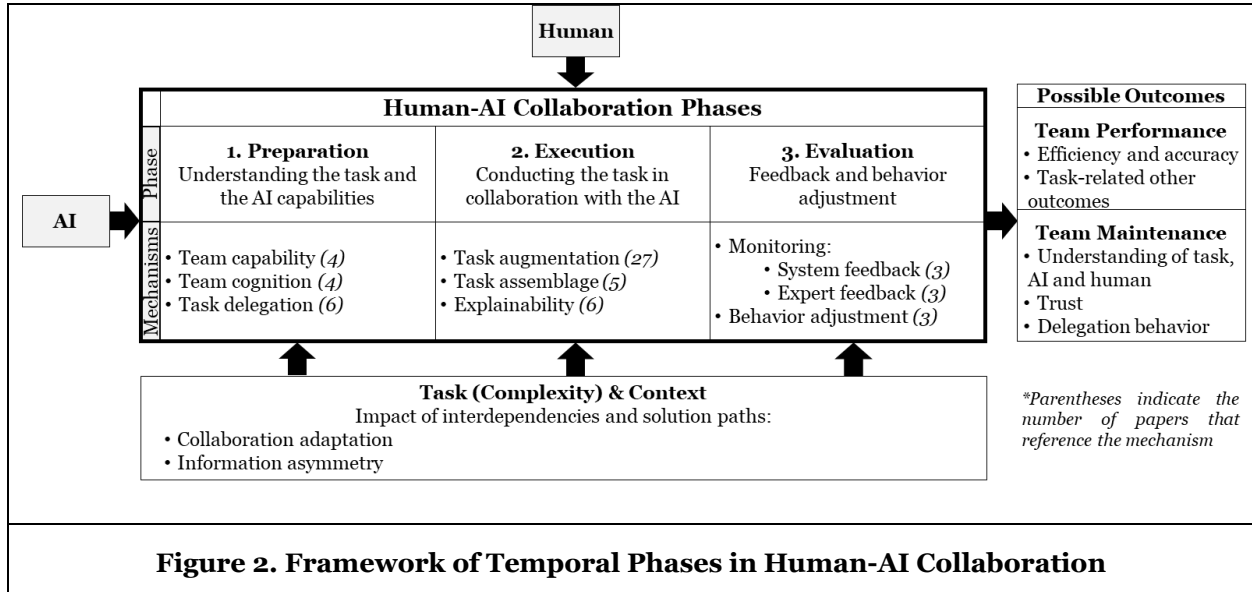 Human
AI
Human-AI Collaboration Phases
Phase
1. Preparation
Understanding the task and
the AI capabilities
2. Execution
Conducting the task in
collaboration with the AI
3. Evaluation
Feedback and behavior
adjustment
Mechanisms
• Team capability (4)
• Team cognition (4)
• Task delegation (6)
• Task augmentation (27)
• Task assemblage (5)
• Explainability (6)
• Monitoring:
• System feedback (3)
• Expert feedback (3)
• Behavior adjustment (3)
Possible Outcomes
Team Performance
• Efficiency and accuracy
• Task-related other
outcomes
Team Maintenance
• Understanding of task,
AI and human
• Trust
• Delegation behavior
Task (Complexity) & Context
Impact of interdependencies and solution paths:
• Collaboration adaptation
• Information asymmetry
*Parentheses indicate the
number of papers that
reference the mechanism
Figure 2. Framework of Temporal Phases in Human-AI Collaboration